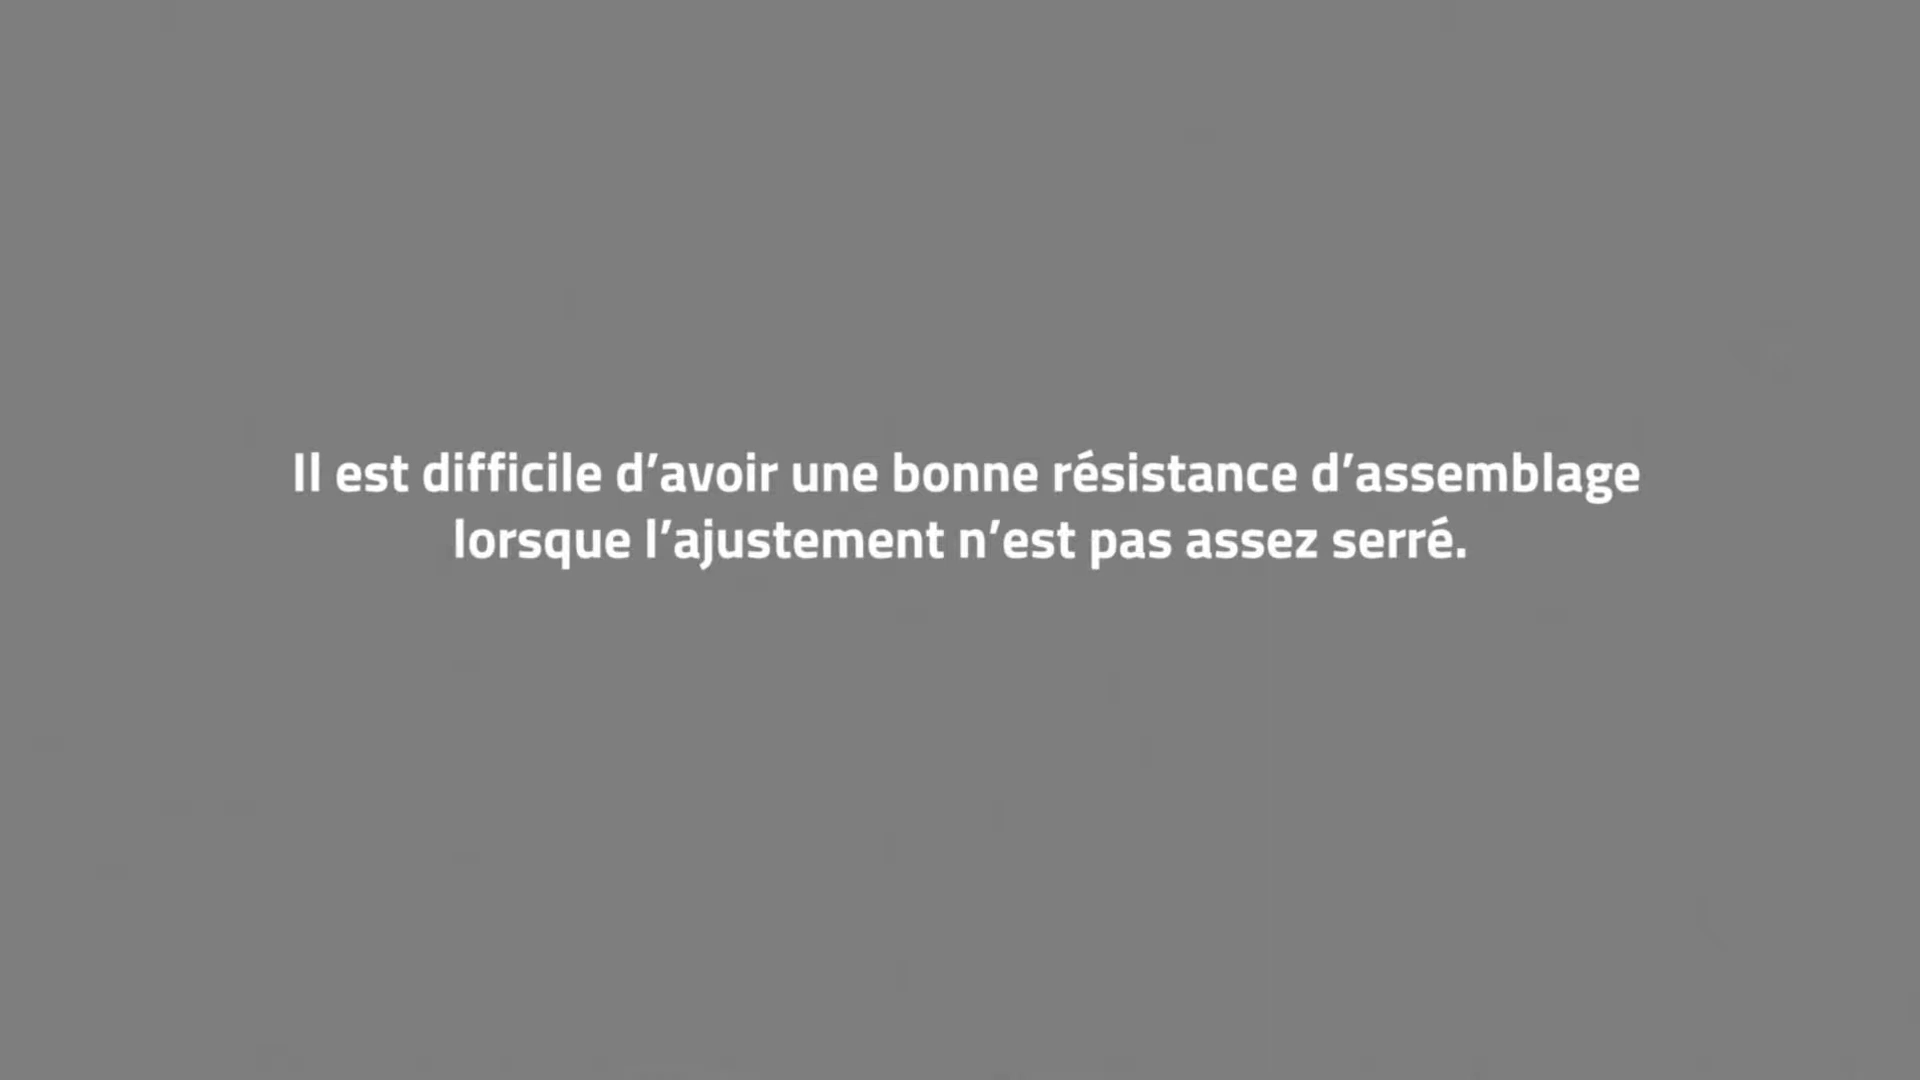 Il est difficile d’avoir une bonne résistance d’assemblage
lorsque l’ajustement n’est pas assez serré.